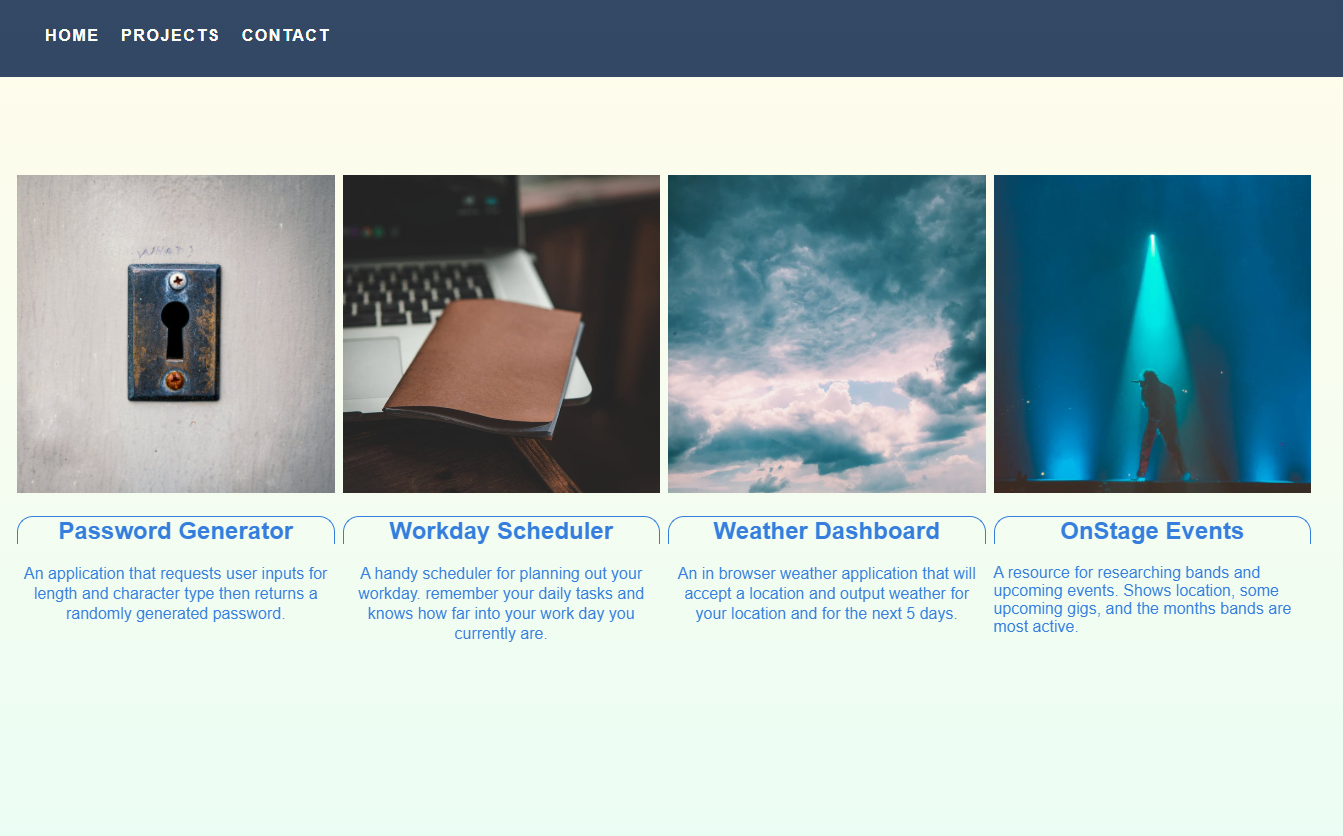 HOME PROJECTS CONTACT
Password Generator
An application that requests user inputs for
length and character type then returns a
randomly generated password.
Workday Scheduler
A handy scheduler for planning out your
workday. remember your daily tasks and
knows how far into your work day you
currently are.
Weather Dashboard
An in browser weather application that will
accept a location and output weather for
your location and for the next 5 days.
OnStage Events
A resource for researching bands and
upcoming events. Shows location, some
upcoming gigs, and the months bands are
most active.